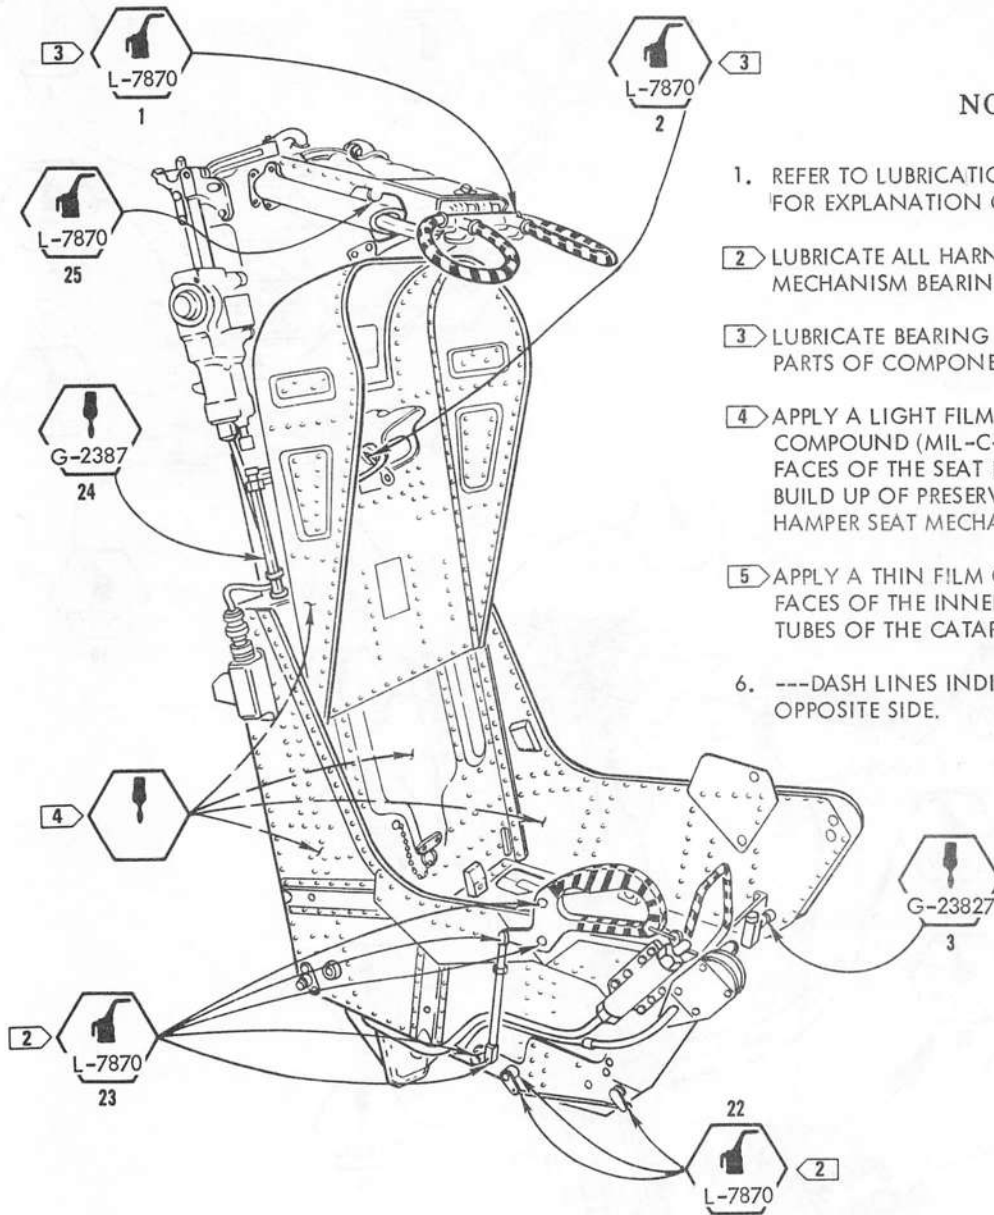 3
L-7870
1
L-7870
3
2
L-7870
25
G-2387
24
4
2
L-7870
23
22
L-7870
2
G-23827
3
NO
1. REFER TO LUBRICATIO
FOR EXPLANATION
2 LUBRICATE ALL HARN
MECHANISM BEARIN
3 LUBRICATE BEARING
PARTS OF COMPONE
4 APPLY A LIGHT FILM
COMPOUND (MIL-C-
FACES OF THE SEAT
BUILD UP OF PRESERV
HAMPER SEAT MECHA
5 APPLY A THIN FILM
FACES OF THE INNE
TUBES OF THE CATAP
6. ---DASH LINES INDI
OPPOSITE SIDE.